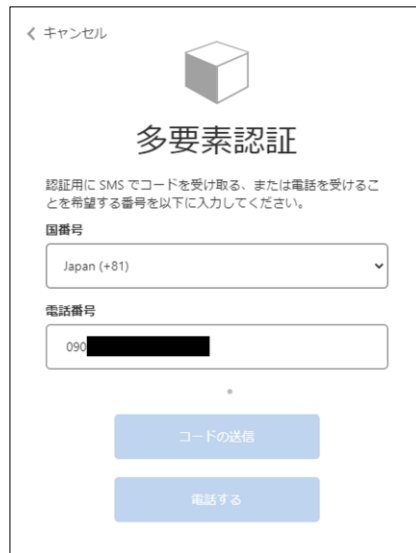 キャンセル
多要素認証
認証用に SMS でコードを受け取る、または電話を受けるこ
とを希望する番号を以下に入力してください。
国番号
Japan (+81)
電話番号
090
コードの送信
電話する